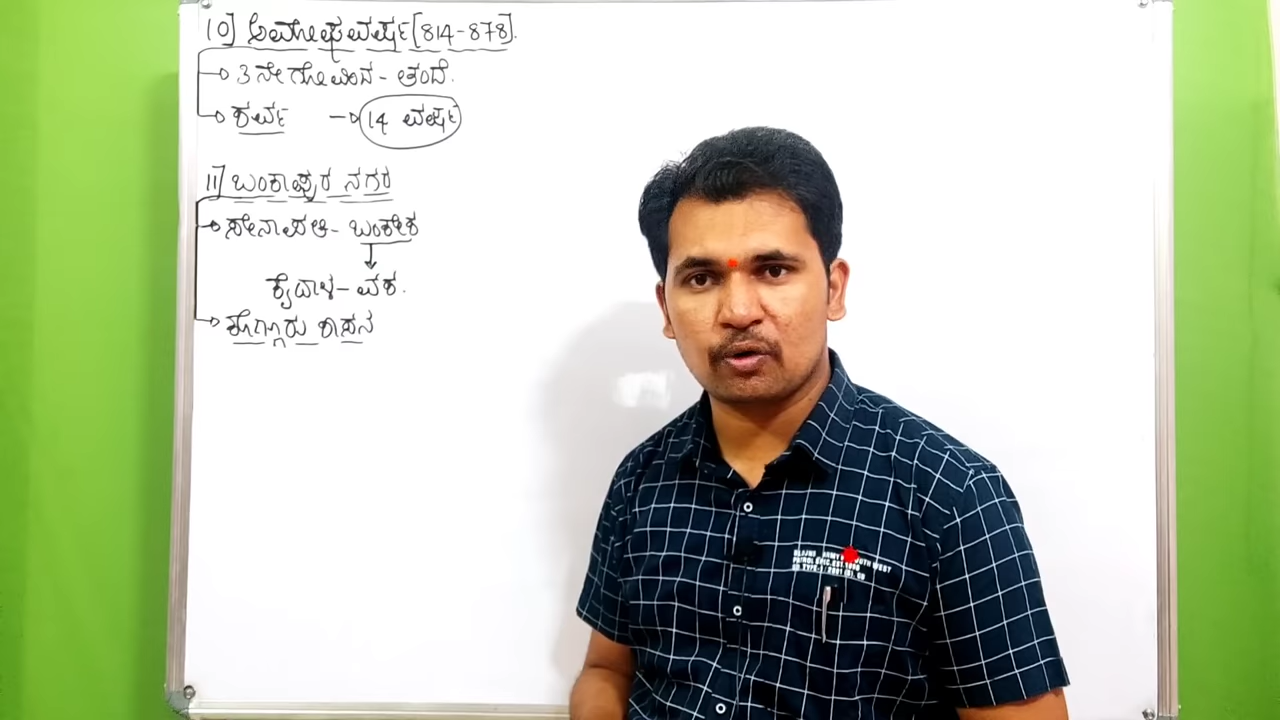 10] ಅಮೋಘವರ್ಷ [814-878].
3 ನೇ ಗೋವಿಂದ - ತಂದೆ.
ಶರ್ವ → 14 ವರ್ಷ
11] ಬಂಕಾಪುರ ನಗರ
ಸೇನಾಪತಿ - ಬಂಕೇಶ
ಕೈದಾಳ - ವಶ.
ಶಾಸನ